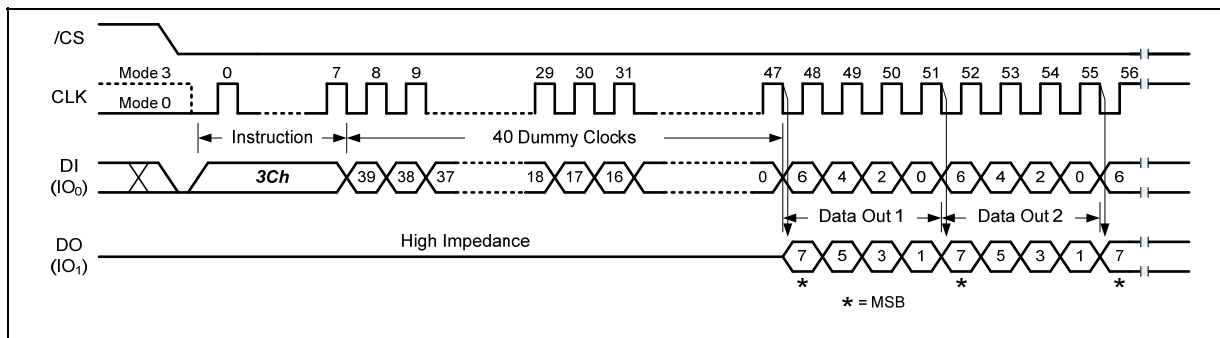 /CS
Mode 3 0 7 8 9 29 30 31 47 48 49 50 51 52 53 54 55 56
CLK
Mode 0
Instruction 40 Dummy Clocks
DI
(IO0)
3Ch 39 38 37 18 17 16 0 6 4 2 0 6 4 2 0 6
Data Out 1 Data Out 2
High Impedance
DO
(IO1)
7 5 3 1 7 5 3 1 7
* * *
* = MSB